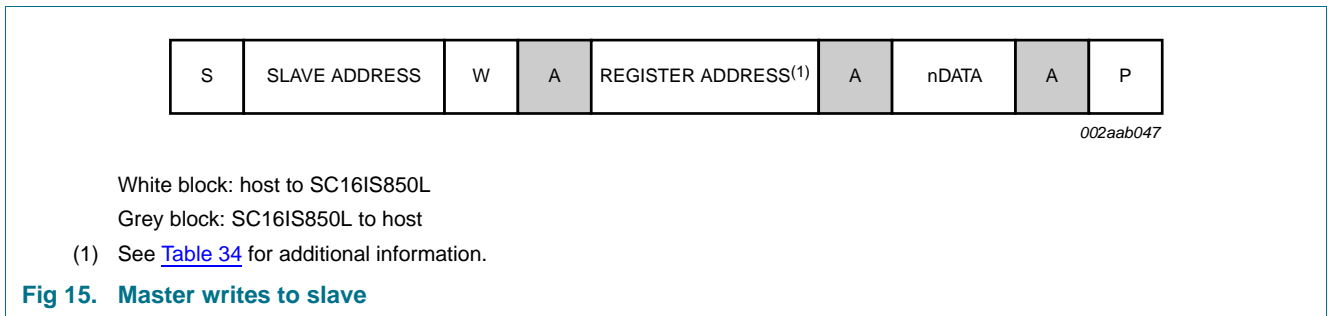 S SLAVE ADDRESS W A REGISTER ADDRESS(1) A nDATA A P
002aab047
White block: host to SC16IS850L
Grey block: SC16IS850L to host
(1) See Table 34 for additional information.
Fig 15. Master writes to slave